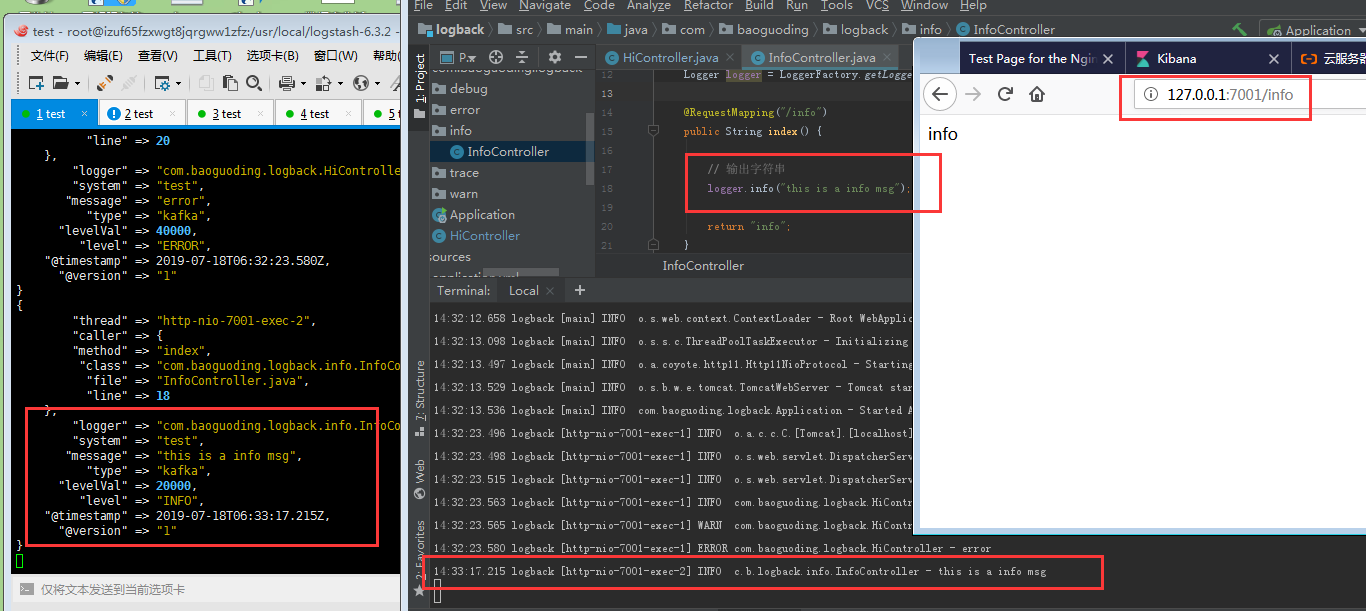 test - root@izuf65fzxwgt8jqrgww1zfz:/usr/local/logstash-6.3.2 -
文件(F) 编辑(E) 查看(V) 工具(T) 选项卡(B) 窗口(W) 帮助
1 test × 2 test × 3 test × 4 test × 5 t
"line" => 20
},
"logger" => "com.baoguoding.logback.HiControlle
"system" => "test",
"message" => "error",
"type" => "kafka",
"levelVal" => 40000,
"level" => "ERROR",
"@timestamp" => 2019-07-18T06:32:23.580Z,
"@version" => "1"
}
{
"thread" => "http-nio-7001-exec-2",
"caller" => {
"method" => "index",
"class" => "com.baoguoding.logback.info.InfoCo
"file" => "InfoController.java",
"line" => 18
},
"logger" => "com.baoguoding.logback.info.InfoCo
"system" => "test",
"message" => "this is a info msg",
"type" => "kafka",
"levelVal" => 20000,
"level" => "INFO",
"@timestamp" => 2019-07-18T06:33:17.215Z,
"@version" => "1"
}
仅将文本发送到当前选项卡
File Edit View Navigate Code Analyze Refactor Build Run Tools VCS Window Help
logback src main java com baoguoding logback info InfoController
Application
1: Project
P..
HiController.java × InfoController.java ×
debug
error
info
InfoController
trace
warn
Application
HiController
sources
12 Logger logger = LoggerFactory.getLogge
13
14 @RequestMapping("/info")
15 public String index() {
16
17 // 输出字符串
18 logger.info("this is a info msg");
19
20 return "info";
21 }
InfoController
Terminal: Local × +
7: Structure
Web
2: Favorites
14:32:12.658 logback [main] INFO o.s.web.context.ContextLoader - Root WebApplic
14:32:13.098 logback [main] INFO o.s.s.c.ThreadPoolTaskExecutor - Initializing
14:32:13.497 logback [main] INFO o.a.coyote.http11.Http11NioProtocol - Starting
14:32:13.529 logback [main] INFO o.s.b.w.e.tomcat.TomcatWebServer - Tomcat star
14:32:13.536 logback [main] INFO com.baoguoding.logback.Application - Started A
14:32:23.496 logback [http-nio-7001-exec-1] INFO o.a.c.c.C.[Tomcat].[localhost]
14:32:23.498 logback [http-nio-7001-exec-1] INFO o.s.web.servlet.DispatcherServ
14:32:23.515 logback [http-nio-7001-exec-1] INFO o.s.web.servlet.DispatcherServ
14:32:23.563 logback [http-nio-7001-exec-1] INFO com.baoguoding.logback.HiContr
14:32:23.565 logback [http-nio-7001-exec-1] WARN com.baoguoding.logback.HiContr
14:32:23.580 logback [http-nio-7001-exec-1] ERROR com.baoguoding.logback.HiController - error
14:33:17.215 logback [http-nio-7001-exec-2] INFO c.b.logback.info.InfoController - this is a info msg
Test Page for the Ngin × Kibana × 云服务器
127.0.0.1:7001/info
info